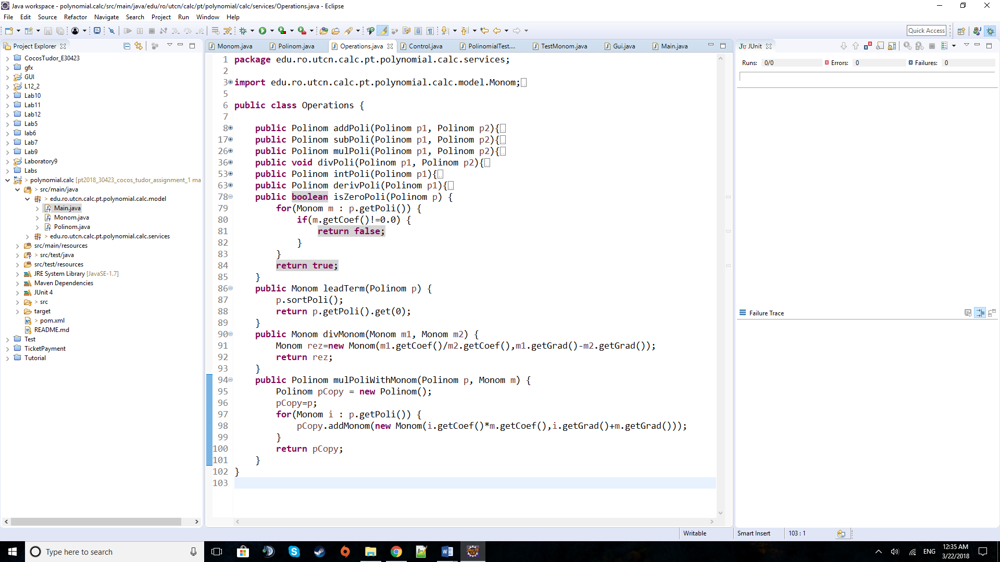 Java workspace - polynomial.calc/src/main/java/edu/ro/utcn/calc/pt/polynomial/calc/services/Operations.java - Eclipse
File Edit Source Refactor Navigate Search Project Run Window Help
Quick Access
Project Explorer
CocosTudor_E30423
gfx
GUI
L12_2
Lab10
Lab11
Lab12
Lab5
lab6
Lab7
Lab9
Laboratory9
Labs
> polynomial.calc [pt2018_30423_cocos_tudor_assignment_1 ma
> src/main/java
> edu.ro.utcn.calc.pt.polynomial.calc.model
Main.java
Monom.java
Polinom.java
> edu.ro.utcn.calc.pt.polynomial.calc.services
src/main/resources
> src/test/java
src/test/resources
JRE System Library [JavaSE-1.7]
Maven Dependencies
JUnit 4
> src
target
> pom.xml
README.md
Test
TicketPayment
Tutorial
Monom.java Polinom.java Operations.java Control.java PolinomialTest.... TestMonom.java Gui.java Main.java
1 package edu.ro.utcn.calc.pt.polynomial.calc.services;
2
3 import edu.ro.utcn.calc.pt.polynomial.calc.model.Monom;
5
6 public class Operations {
7
8 public Polinom addPoli(Polinom p1, Polinom p2){
17 public Polinom subPoli(Polinom p1, Polinom p2){
26 public Polinom mulPoli(Polinom p1, Polinom p2){
36 public void divPoli(Polinom p1, Polinom p2){
53 public Polinom intPoli(Polinom p1){
63 public Polinom derivPoli(Polinom p1){
78 public boolean isZeroPoli(Polinom p) {
79 for(Monom m : p.getPoli()) {
80 if(m.getCoef()!=0.0) {
81 return false;
82 }
83 }
84 return true;
85 }
86 public Monom leadTerm(Polinom p) {
87 p.sortPoli();
88 return p.getPoli().get(0);
89 }
90 public Monom divMonom(Monom m1, Monom m2) {
91 Monom rez=new Monom(m1.getCoef()/m2.getCoef(),m1.getGrad()-m2.getGrad());
92 return rez;
93 }
94 public Polinom mulPoliWithMonom(Polinom p, Monom m) {
95 Polinom pCopy = new Polinom();
96 pCopy=p;
97 for(Monom i : p.getPoli()) {
98 pCopy.addMonom(new Monom(i.getCoef()*m.getCoef(),i.getGrad()+m.getGrad()));
99 }
100 return pCopy;
101 }
102 }
103
JUnit
Runs: 0/0 Errors: 0 Failures: 0
Failure Trace
Writable Smart Insert 103 : 1
Type here to search
ENG
12:35 AM
3/22/2018